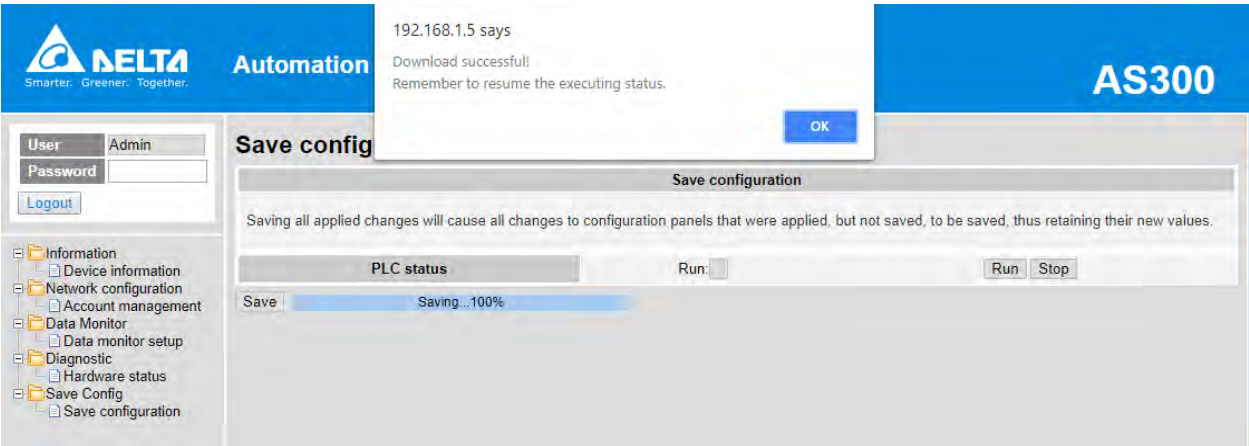 192.168.1.5 says
Download successful!
Remember to resume the executing status.
OK
DELTA
Smarter. Greener. Together.
Automation
AS300
User Admin
Password
Logout
Information
Device information
Network configuration
Account management
Data Monitor
Data monitor setup
Diagnostic
Hardware status
Save Config
Save configuration
Save config
Save configuration
Saving all applied changes will cause all changes to configuration panels that were applied, but not saved, to be saved, thus retaining their new values.
PLC status Run: Run Stop
Save Saving...100%